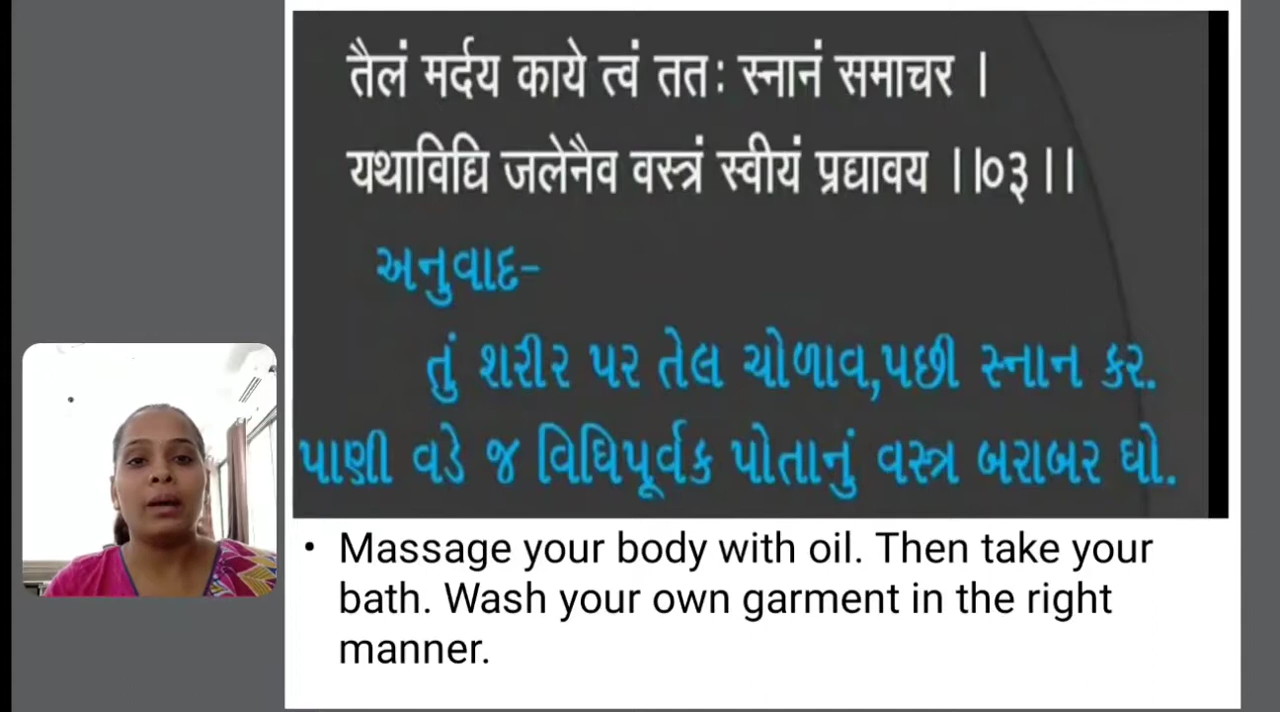 तैलं मर्दय काये त्वं ततः स्नानं समाचर ।
यथाविधि जलेनैव वस्त्रं स्वीयं प्रधावय ।।०३।।
અનુવાદ-
તું શરીર પર તેલ ચોળાવ,પછી સ્નાન કર.
પાણી વડે જ વિધિપૂર્વક પોતાનું વસ્ત્ર બરાબર ધો.
• Massage your body with oil. Then take your
bath. Wash your own garment in the right
manner.